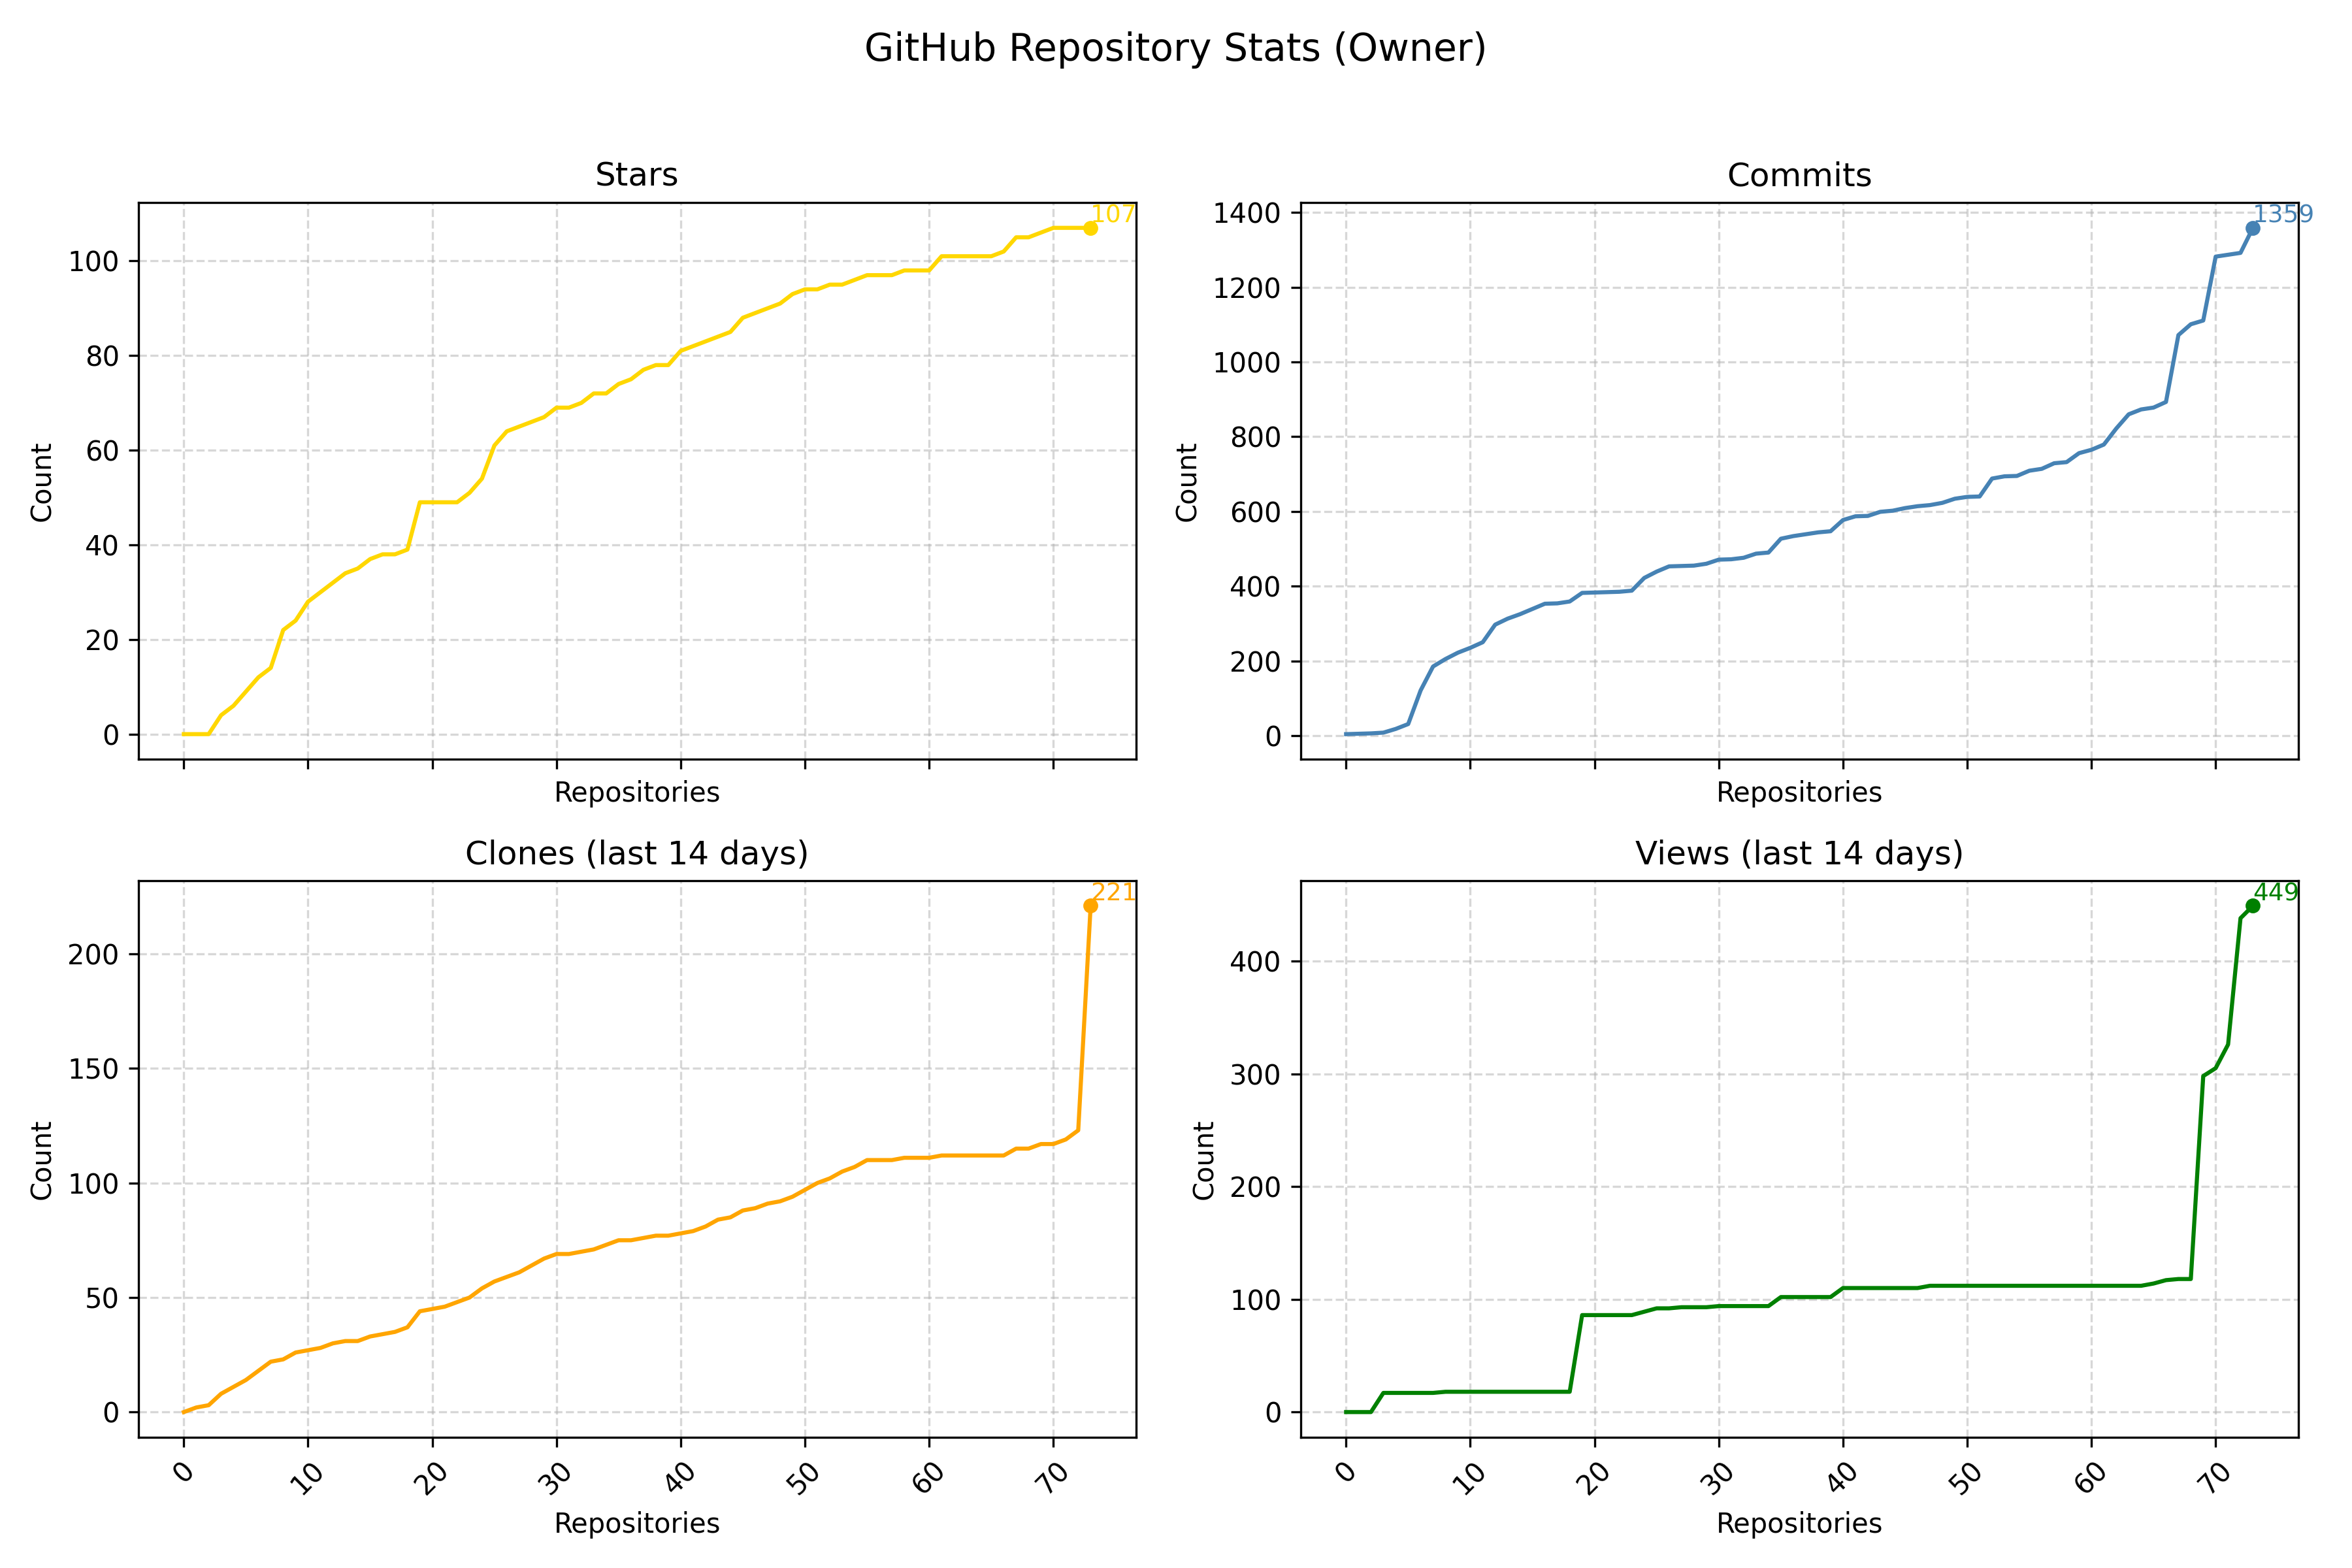 GitHub Repository Stats (Owner)
Stars
107
100
80
60
40
20
0
Count
Repositories
Commits
1359
1400
1200
1000
800
600
400
200
0
Count
Repositories
Clones (last 14 days)
221
200
150
100
50
0
Count
0 10 20 30 40 50 60 70
Repositories
Views (last 14 days)
449
400
300
200
100
0
Count
0 10 20 30 40 50 60 70
Repositories